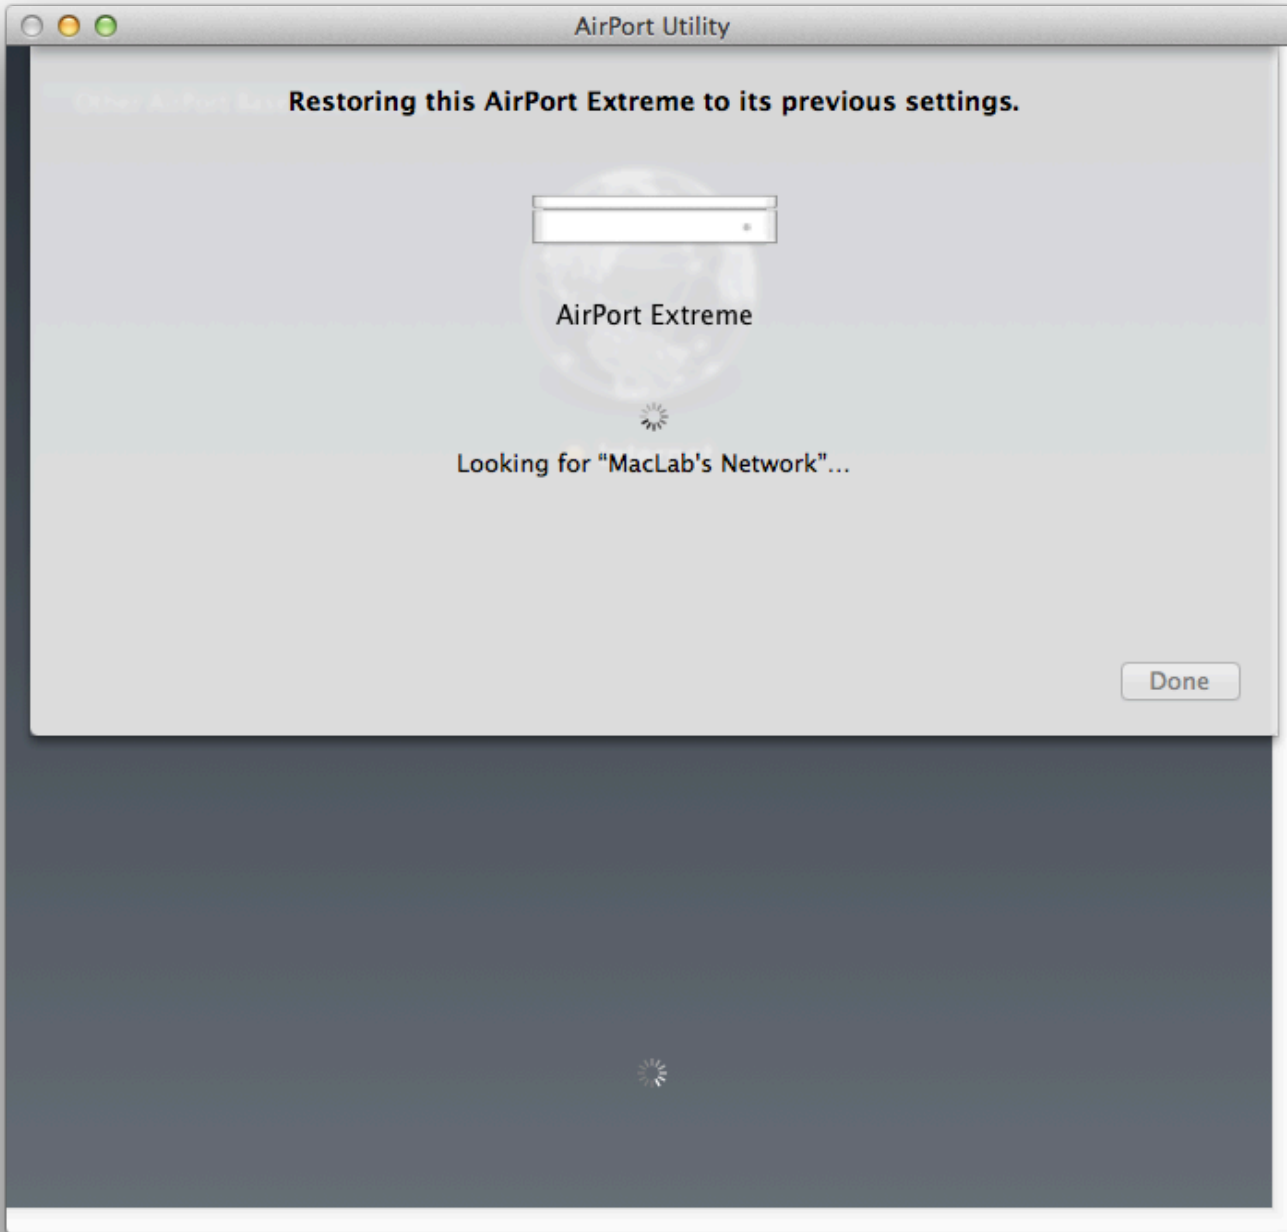 AirPort Utility
Restoring this AirPort Extreme to its previous settings.
AirPort Extreme
Looking for “MacLab's Network”...
Done